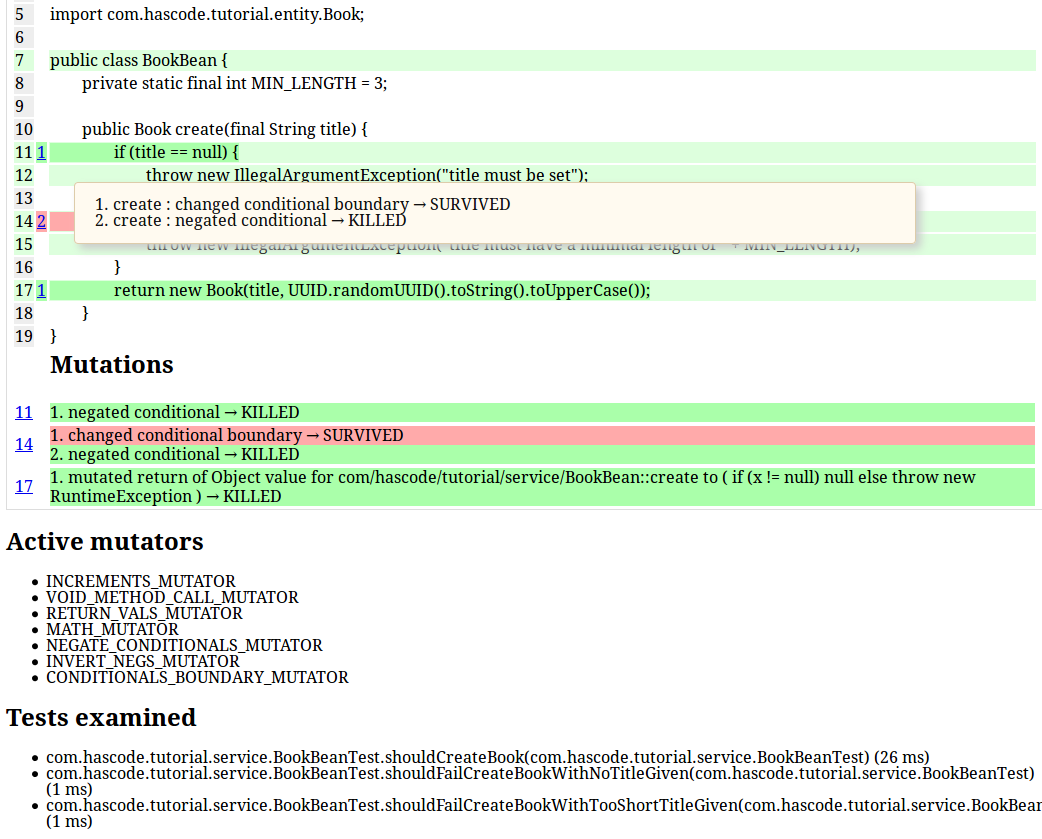 5 import com.hascode.tutorial.entity.Book;
6
7 public class BookBean {
8 private static final int MIN_LENGTH = 3;
9
10 public Book create(final String title) {
11 1 if (title == null) {
12 throw new IllegalArgumentException("title must be set");
13
1. create : changed conditional boundary → SURVIVED
14 2
2. create : negated conditional → KILLED
15 throw new IllegalArgumentException("title must have a minimal length of " + MIN_LENGTH);
16 }
17 1 return new Book(title, UUID.randomUUID().toString().toUpperCase());
18 }
19 }
Mutations
11 1. negated conditional → KILLED
14 1. changed conditional boundary → SURVIVED
2. negated conditional → KILLED
17 1. mutated return of Object value for com/hascode/tutorial/service/BookBean::create to ( if (x != null) null else throw new
RuntimeException ) → KILLED
Active mutators
• INCREMENTS_MUTATOR
• VOID_METHOD_CALL_MUTATOR
• RETURN_VALS_MUTATOR
• MATH_MUTATOR
• NEGATE_CONDITIONALS_MUTATOR
• INVERT_NEGS_MUTATOR
• CONDITIONALS_BOUNDARY_MUTATOR
Tests examined
• com.hascode.tutorial.service.BookBeanTest.shouldCreateBook(com.hascode.tutorial.service.BookBeanTest) (26 ms)
• com.hascode.tutorial.service.BookBeanTest.shouldFailCreateBookWithNoTitleGiven(com.hascode.tutorial.service.BookBeanTest)
(1 ms)
• com.hascode.tutorial.service.BookBeanTest.shouldFailCreateBookWithTooShortTitleGiven(com.hascode.tutorial.service.BookBear
(1 ms)